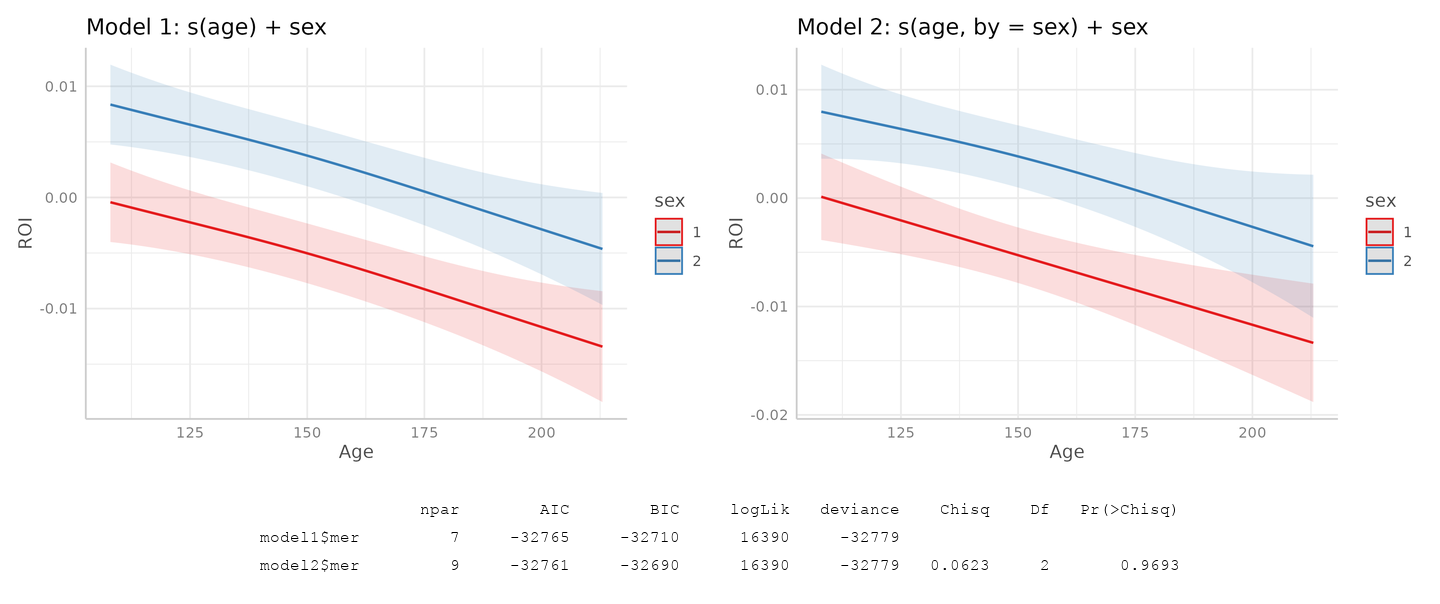 Model 1: s(age) + sex
0.01
0.00
-0.01
ROI
125 150 175 200
Age
sex
1
2
Model 2: s(age, by = sex) + sex
0.01
0.00
-0.01
-0.02
ROI
125 150 175 200
Age
sex
1
2
npar AIC BIC logLik deviance Chisq Df Pr(>Chisq)
model1$mer 7 -32765 -32710 16390 -32779
model2$mer 9 -32761 -32690 16390 -32779 0.0623 2 0.9693